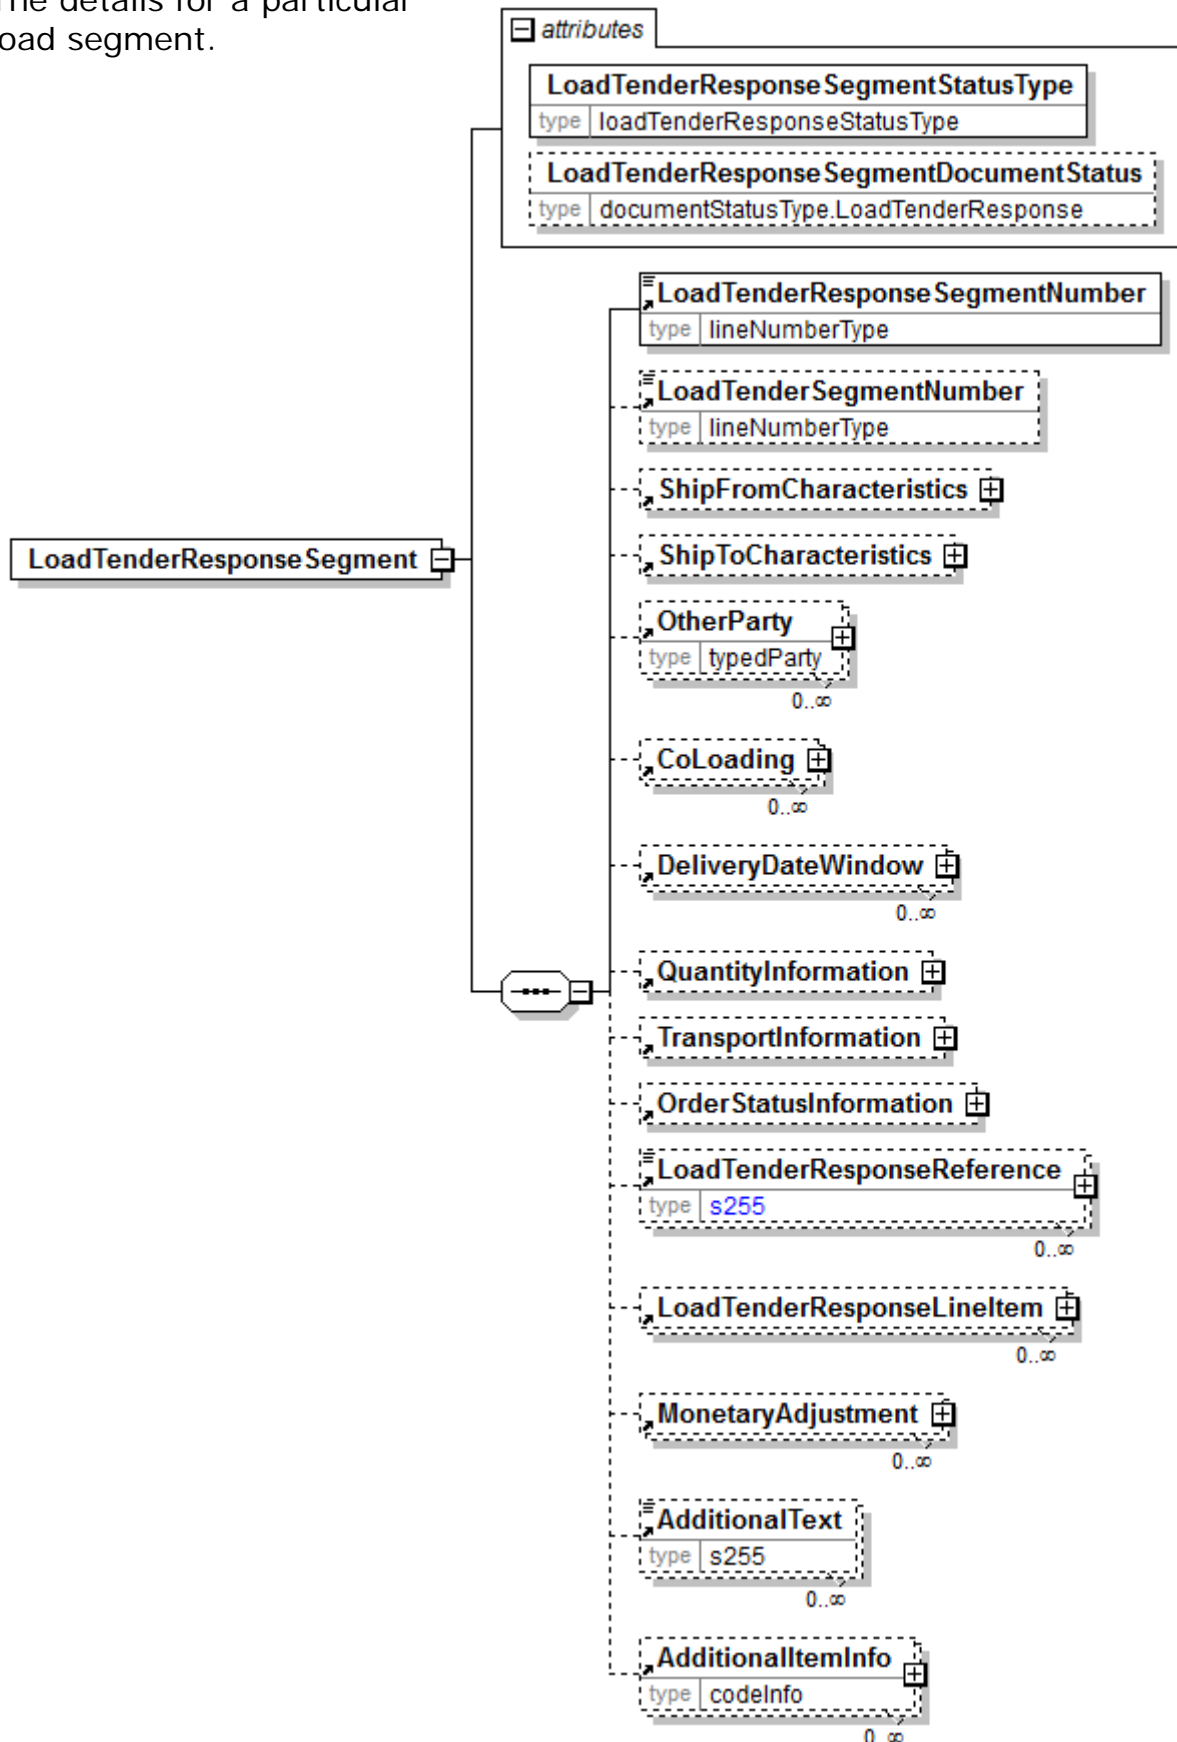 The details for a particular
load segment.
attributes
LoadTenderResponseSegmentStatusType
type loadTenderResponseStatusType
LoadTenderResponseSegmentDocumentStatus
type documentStatusType.LoadTenderResponse
LoadTenderResponseSegmentNumber
type lineNumberType
LoadTenderSegmentNumber
type lineNumberType
ShipFromCharacteristics
LoadTenderResponseSegment
ShipToCharacteristics
OtherParty
type typedParty
0..∞
CoLoading
0..∞
DeliveryDateWindow
0..∞
QuantityInformation
TransportInformation
OrderStatusInformation
LoadTenderResponseReference
type s255
0..∞
LoadTenderResponseLineItem
0..∞
MonetaryAdjustment
0..∞
AdditionalText
type s255
0..∞
AdditionalItemInfo
type codeInfo
0..∞